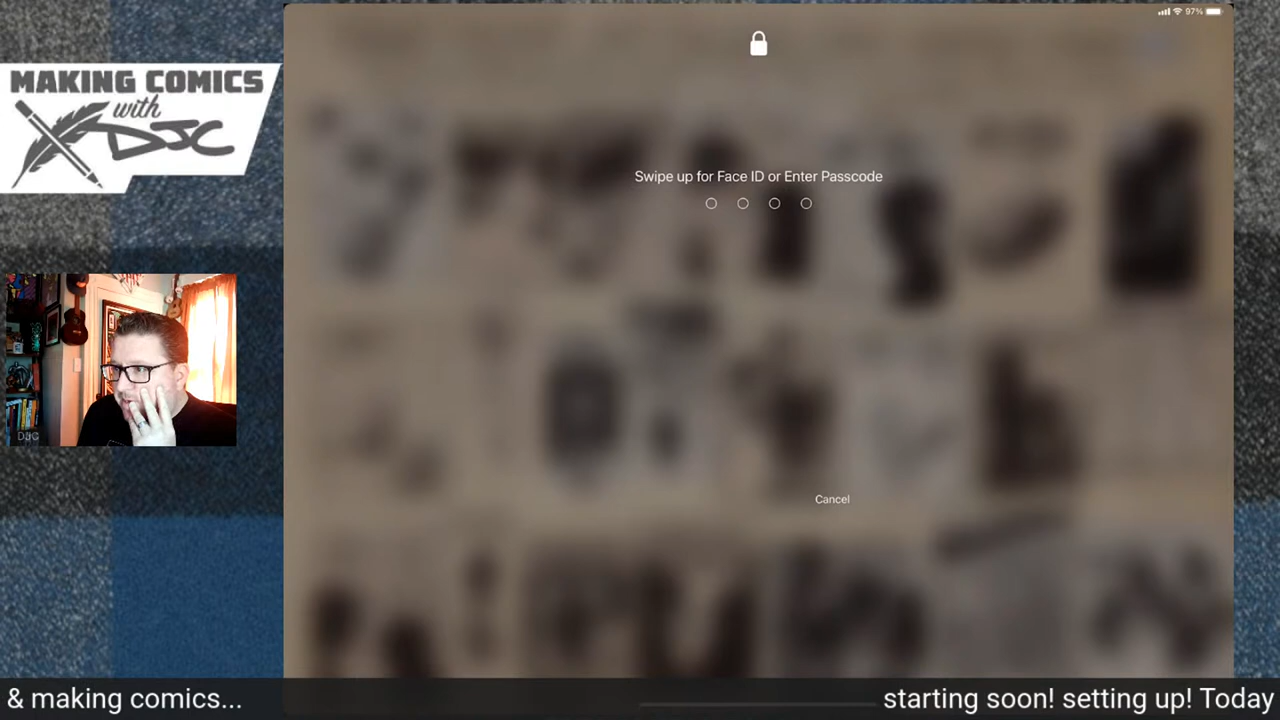 97%
MAKING COMICS
with
DJC
Swipe up for Face ID or Enter Passcode
DJC
Cancel
& making comics... starting soon! setting up! Today